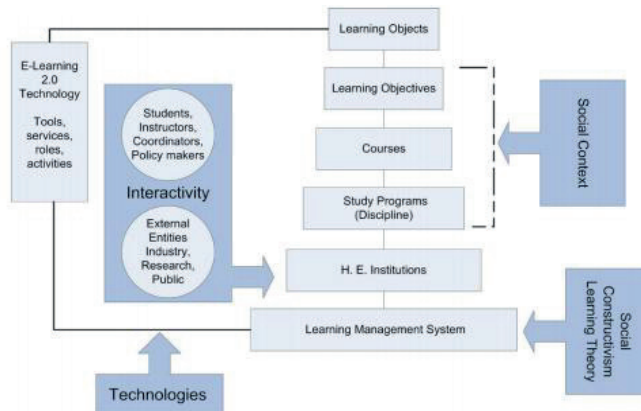 Learning Objects
E-Learning
2.0
Technology
Tools,
services,
roles,
activities
Students,
Instructors,
Coordinators,
Policy makers
Interactivity
External
Entities
Industry,
Research,
Public
Learning Objectives
Courses
Study Programs
(Discipline)
H. E. Institutions
Learning Management System
Social Context
Social
Constructivism
Learning Theory
Technologies